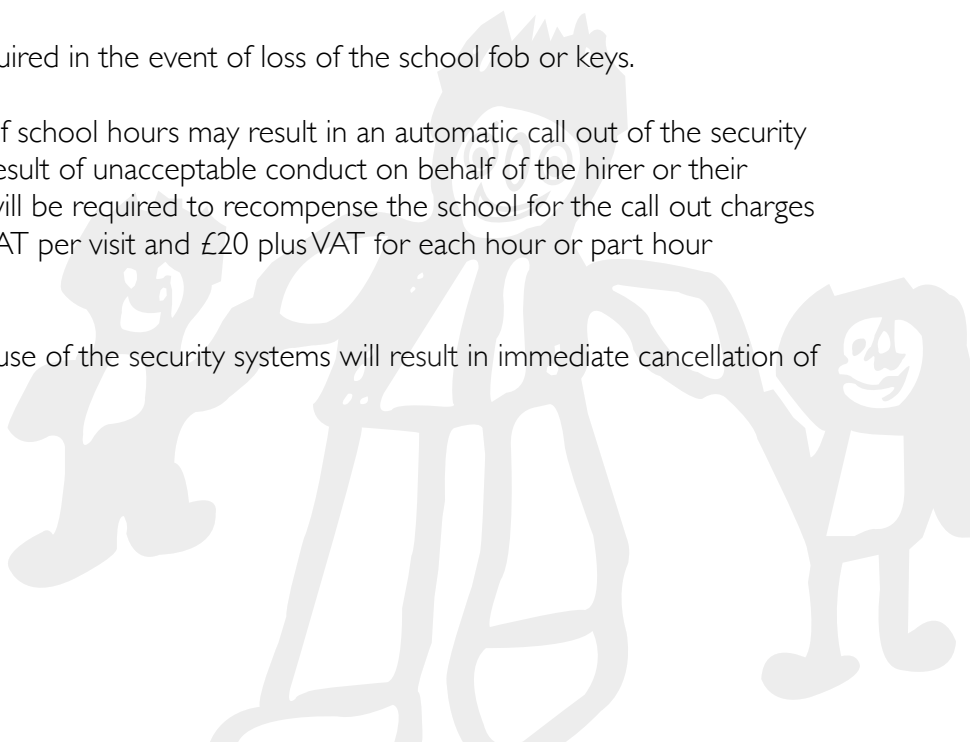 uired in the event of loss of the school fob or keys.
f school hours may result in an automatic call out of the security
esult of unacceptable conduct on behalf of the hirer or their
will be required to recompense the school for the call out charges
AT per visit and £20 plus VAT for each hour or part hour
use of the security systems will result in immediate cancellation of